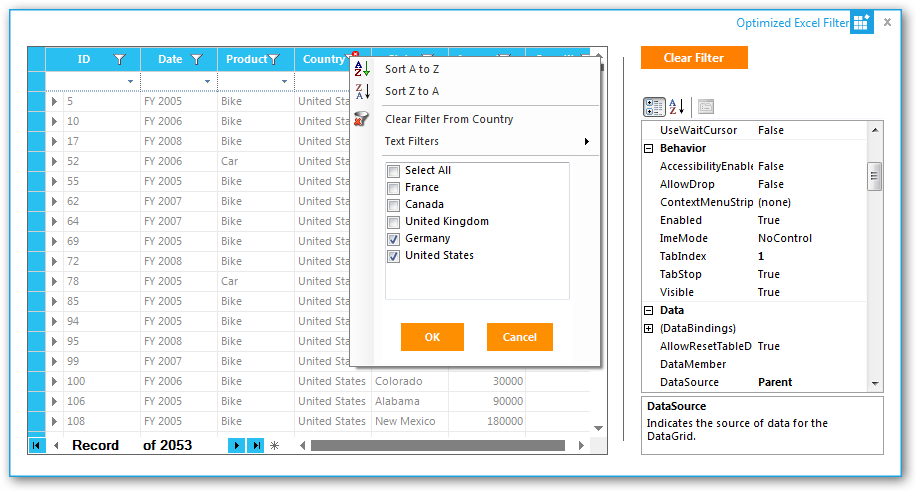 Optimized Excel Filter
ID Date Product Country
5 FY 2005 Bike United Sta
10 FY 2006 Bike United Sta
17 FY 2008 Bike United Sta
52 FY 2006 Car United Sta
55 FY 2005 Bike United Sta
62 FY 2007 Bike United Sta
64 FY 2007 Bike United Sta
69 FY 2005 Bike United Sta
72 FY 2008 Bike United Sta
78 FY 2005 Car United Sta
85 FY 2005 Bike United Sta
94 FY 2005 Bike United Sta
95 FY 2008 Bike United Sta
99 FY 2007 Bike United Sta
100 FY 2006 Bike United States Colorado 30000
106 FY 2005 Bike United States Alabama 90000
108 FY 2005 Bike United States New Mexico 180000
Record of 2053
Sort A to Z
Sort Z to A
Clear Filter From Country
Text Filters
Select All
France
Canada
United Kingdom
Germany
United States
OK Cancel
Clear Filter
UseWaitCursor False
Behavior
AccessibilityEnable False
AllowDrop False
ContextMenuStrip (none)
Enabled True
ImeMode NoControl
TabIndex 1
TabStop True
Visible True
Data
(DataBindings)
AllowResetTableD True
DataMember
DataSource Parent
DataSource
Indicates the source of data for the
DataGrid.